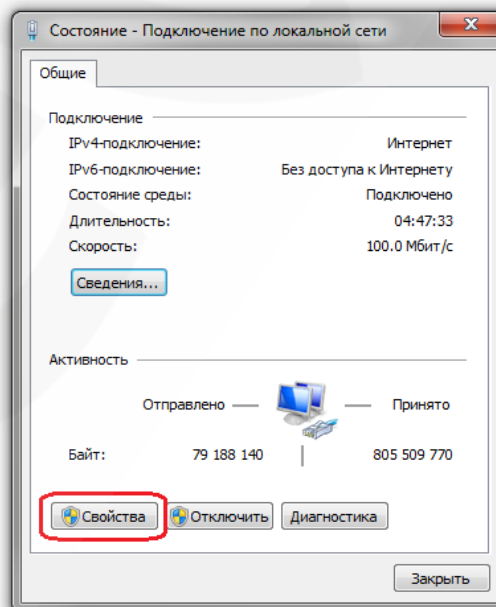 Состояние - Подключение по локальной сети
Общие
Подключение
IPv4-подключение: Интернет
IPv6-подключение: Без доступа к Интернету
Состояние среды: Подключено
Длительность: 04:47:33
Скорость: 100.0 Мбит/с
Сведения...
Активность
Отправлено — — Принято
Байт: 79 188 140 | 805 509 770
Свойства Отключить Диагностика
Закрыть